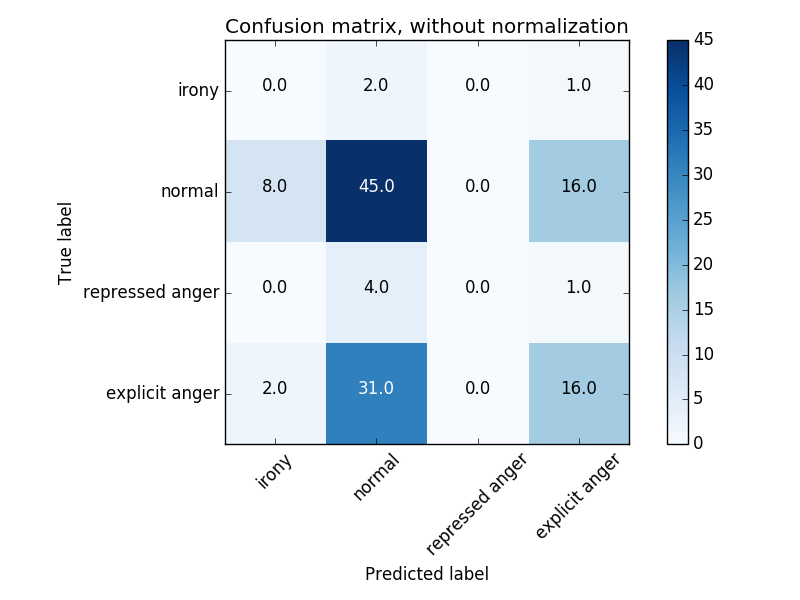 Confusion matrix, without normalization
irony 0.0 2.0 0.0 1.0
normal 8.0 45.0 0.0 16.0
repressed anger 0.0 4.0 0.0 1.0
explicit anger 2.0 31.0 0.0 16.0
irony normal repressed anger explicit anger
True label
Predicted label
45
40
35
30
25
20
15
10
5
0